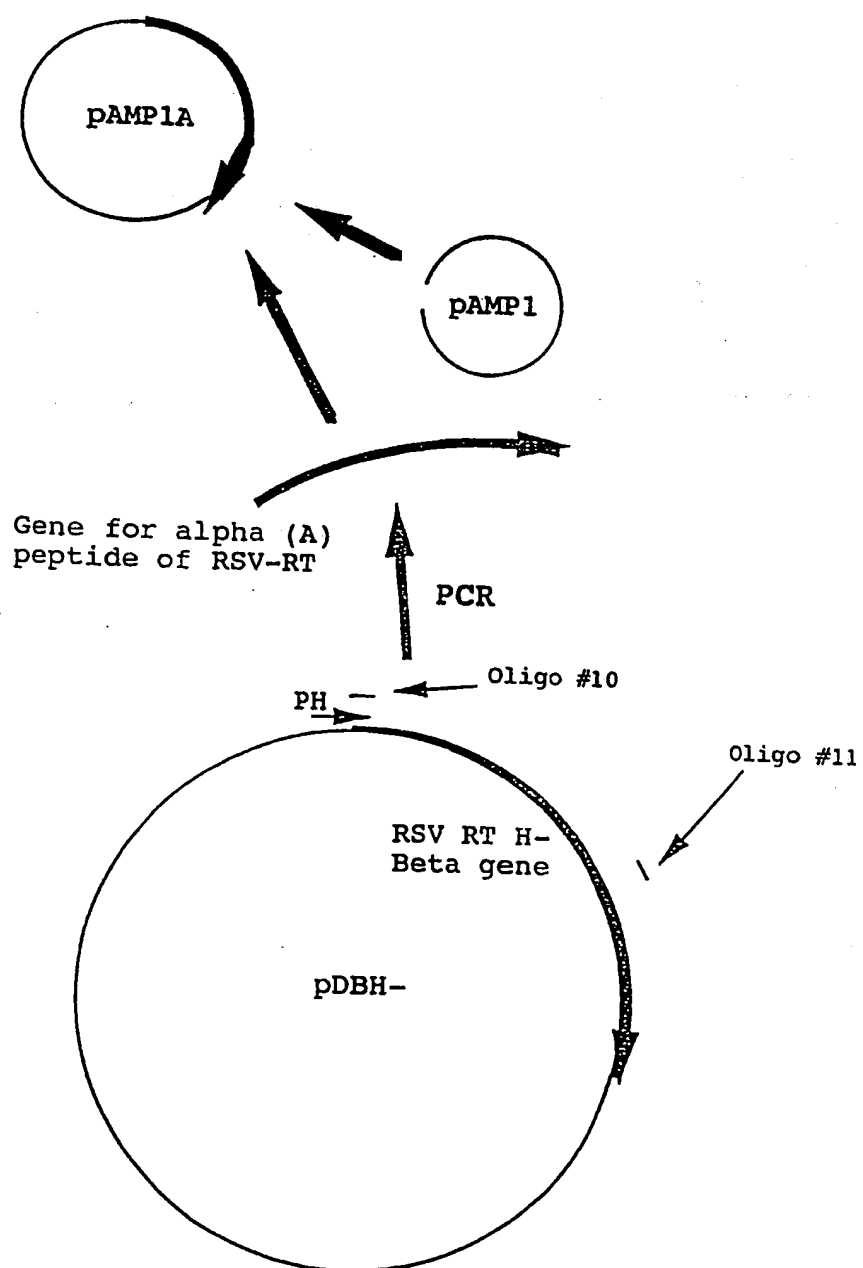 pAMP1A
pAMP1
Gene for alpha (A)
peptide of RSV-RT
PCR
Oligo #10
PH
Oligo #11
RSV RT H-
Beta gene
pDBH-